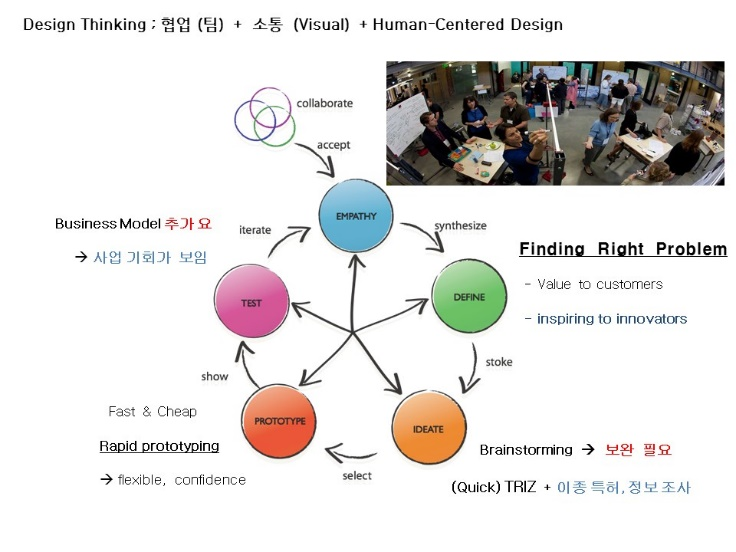 Design Thinking ; 협업 (팀) + 소통 (Visual) + Human-Centered Design
collaborate
accept
EMPATHY
Business Model 추가 요
→ 사업 기회가 보임
iterate
synthesize
Finding Right Problem
- Value to customers
- inspiring to innovators
TEST
DEFINE
show
stoke
Fast & Cheap
Rapid prototyping
→ flexible, confidence
PROTOTYPE
IDEATE
select
Brainstorming → 보완 필요
(Quick) TRIZ + 이종 특허, 정보 조사